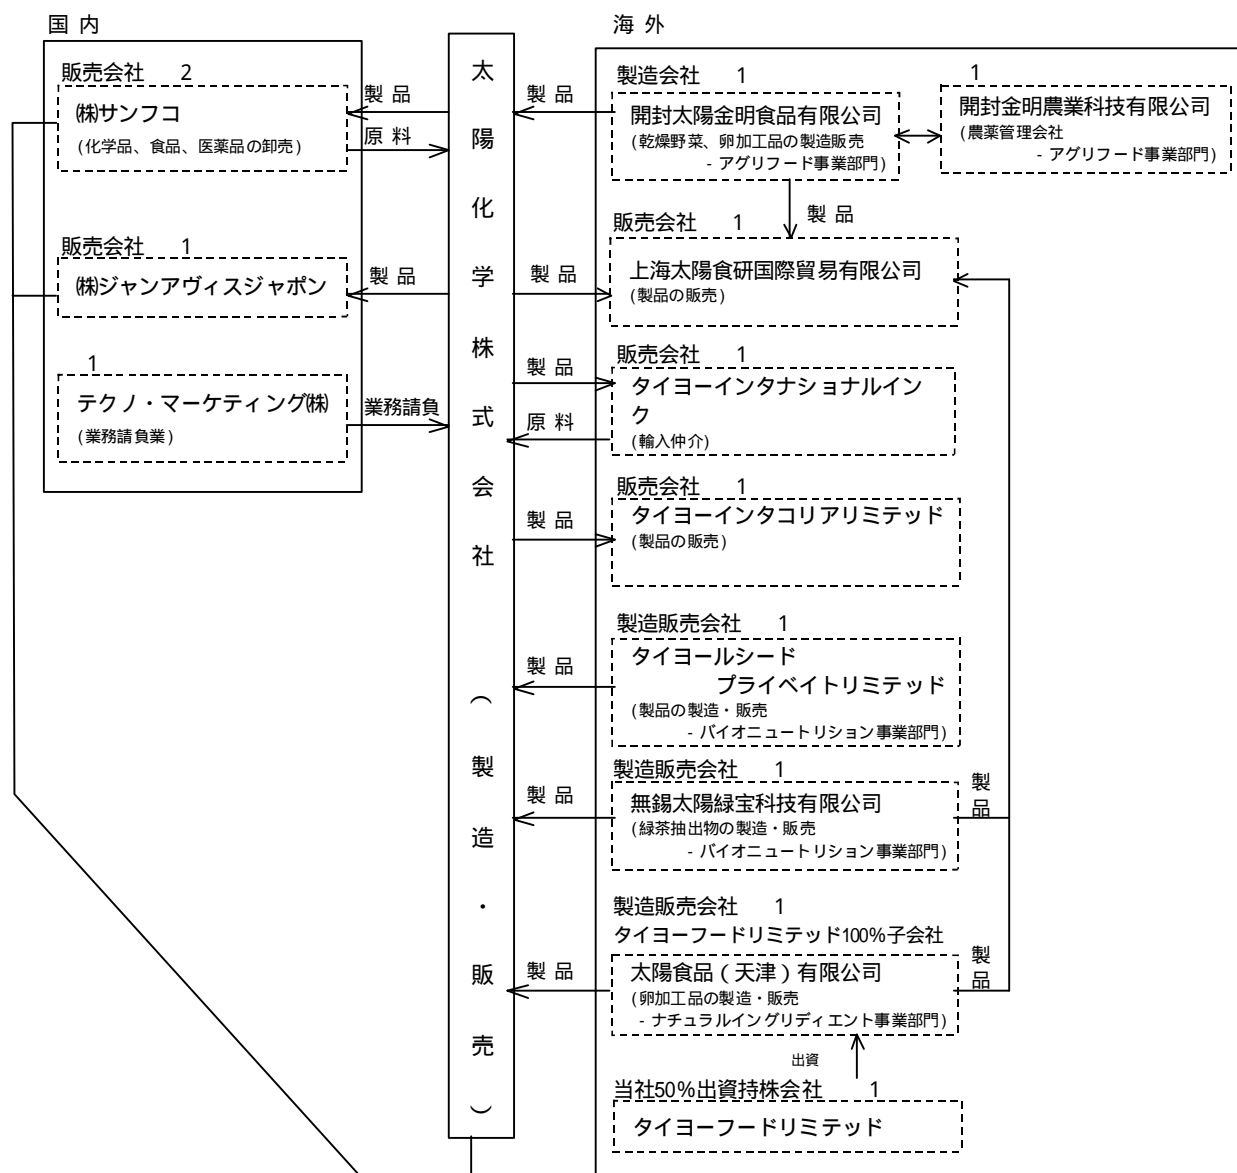 国内
販売会社 2
㈱サンフコ
(化学品、食品、医薬品の卸売)
製品
原料
販売会社 1
㈱ジャンアヴィスジャポン
製品
1
テクノ・マーケティング㈱
(業務請負業)
業務請負
太陽化学株式会社(製造・販売)
海外
製造会社 1
開封太陽金明食品有限公司
(乾燥野菜、卵加工品の製造販売
- アグリフード事業部門)
製品
1
開封金明農業科技有限公司
(農薬管理会社
- アグリフード事業部門)
製品
販売会社 1
上海太陽食研国際貿易有限公司
(製品の販売)
製品
販売会社 1
タイヨーインタナショナルイン
ク
(輸入仲介)
製品
原料
販売会社 1
タイヨーインタコリアリミテッド
(製品の販売)
製品
製造販売会社 1
タイヨールシード
プライベイトリミテッド
(製品の製造・販売
- バイオニュートリション事業部門)
製品
製造販売会社 1
無錫太陽緑宝科技有限公司
(緑茶抽出物の製造・販売
- バイオニュートリション事業部門)
製品
製品
製造販売会社 1
タイヨーフードリミテッド100%子会社
太陽食品(天津)有限公司
(卵加工品の製造・販売
- ナチュラルイングリディエント事業部門)
製品
製品
出資
当社50%出資持株会社 1
タイヨーフードリミテッド